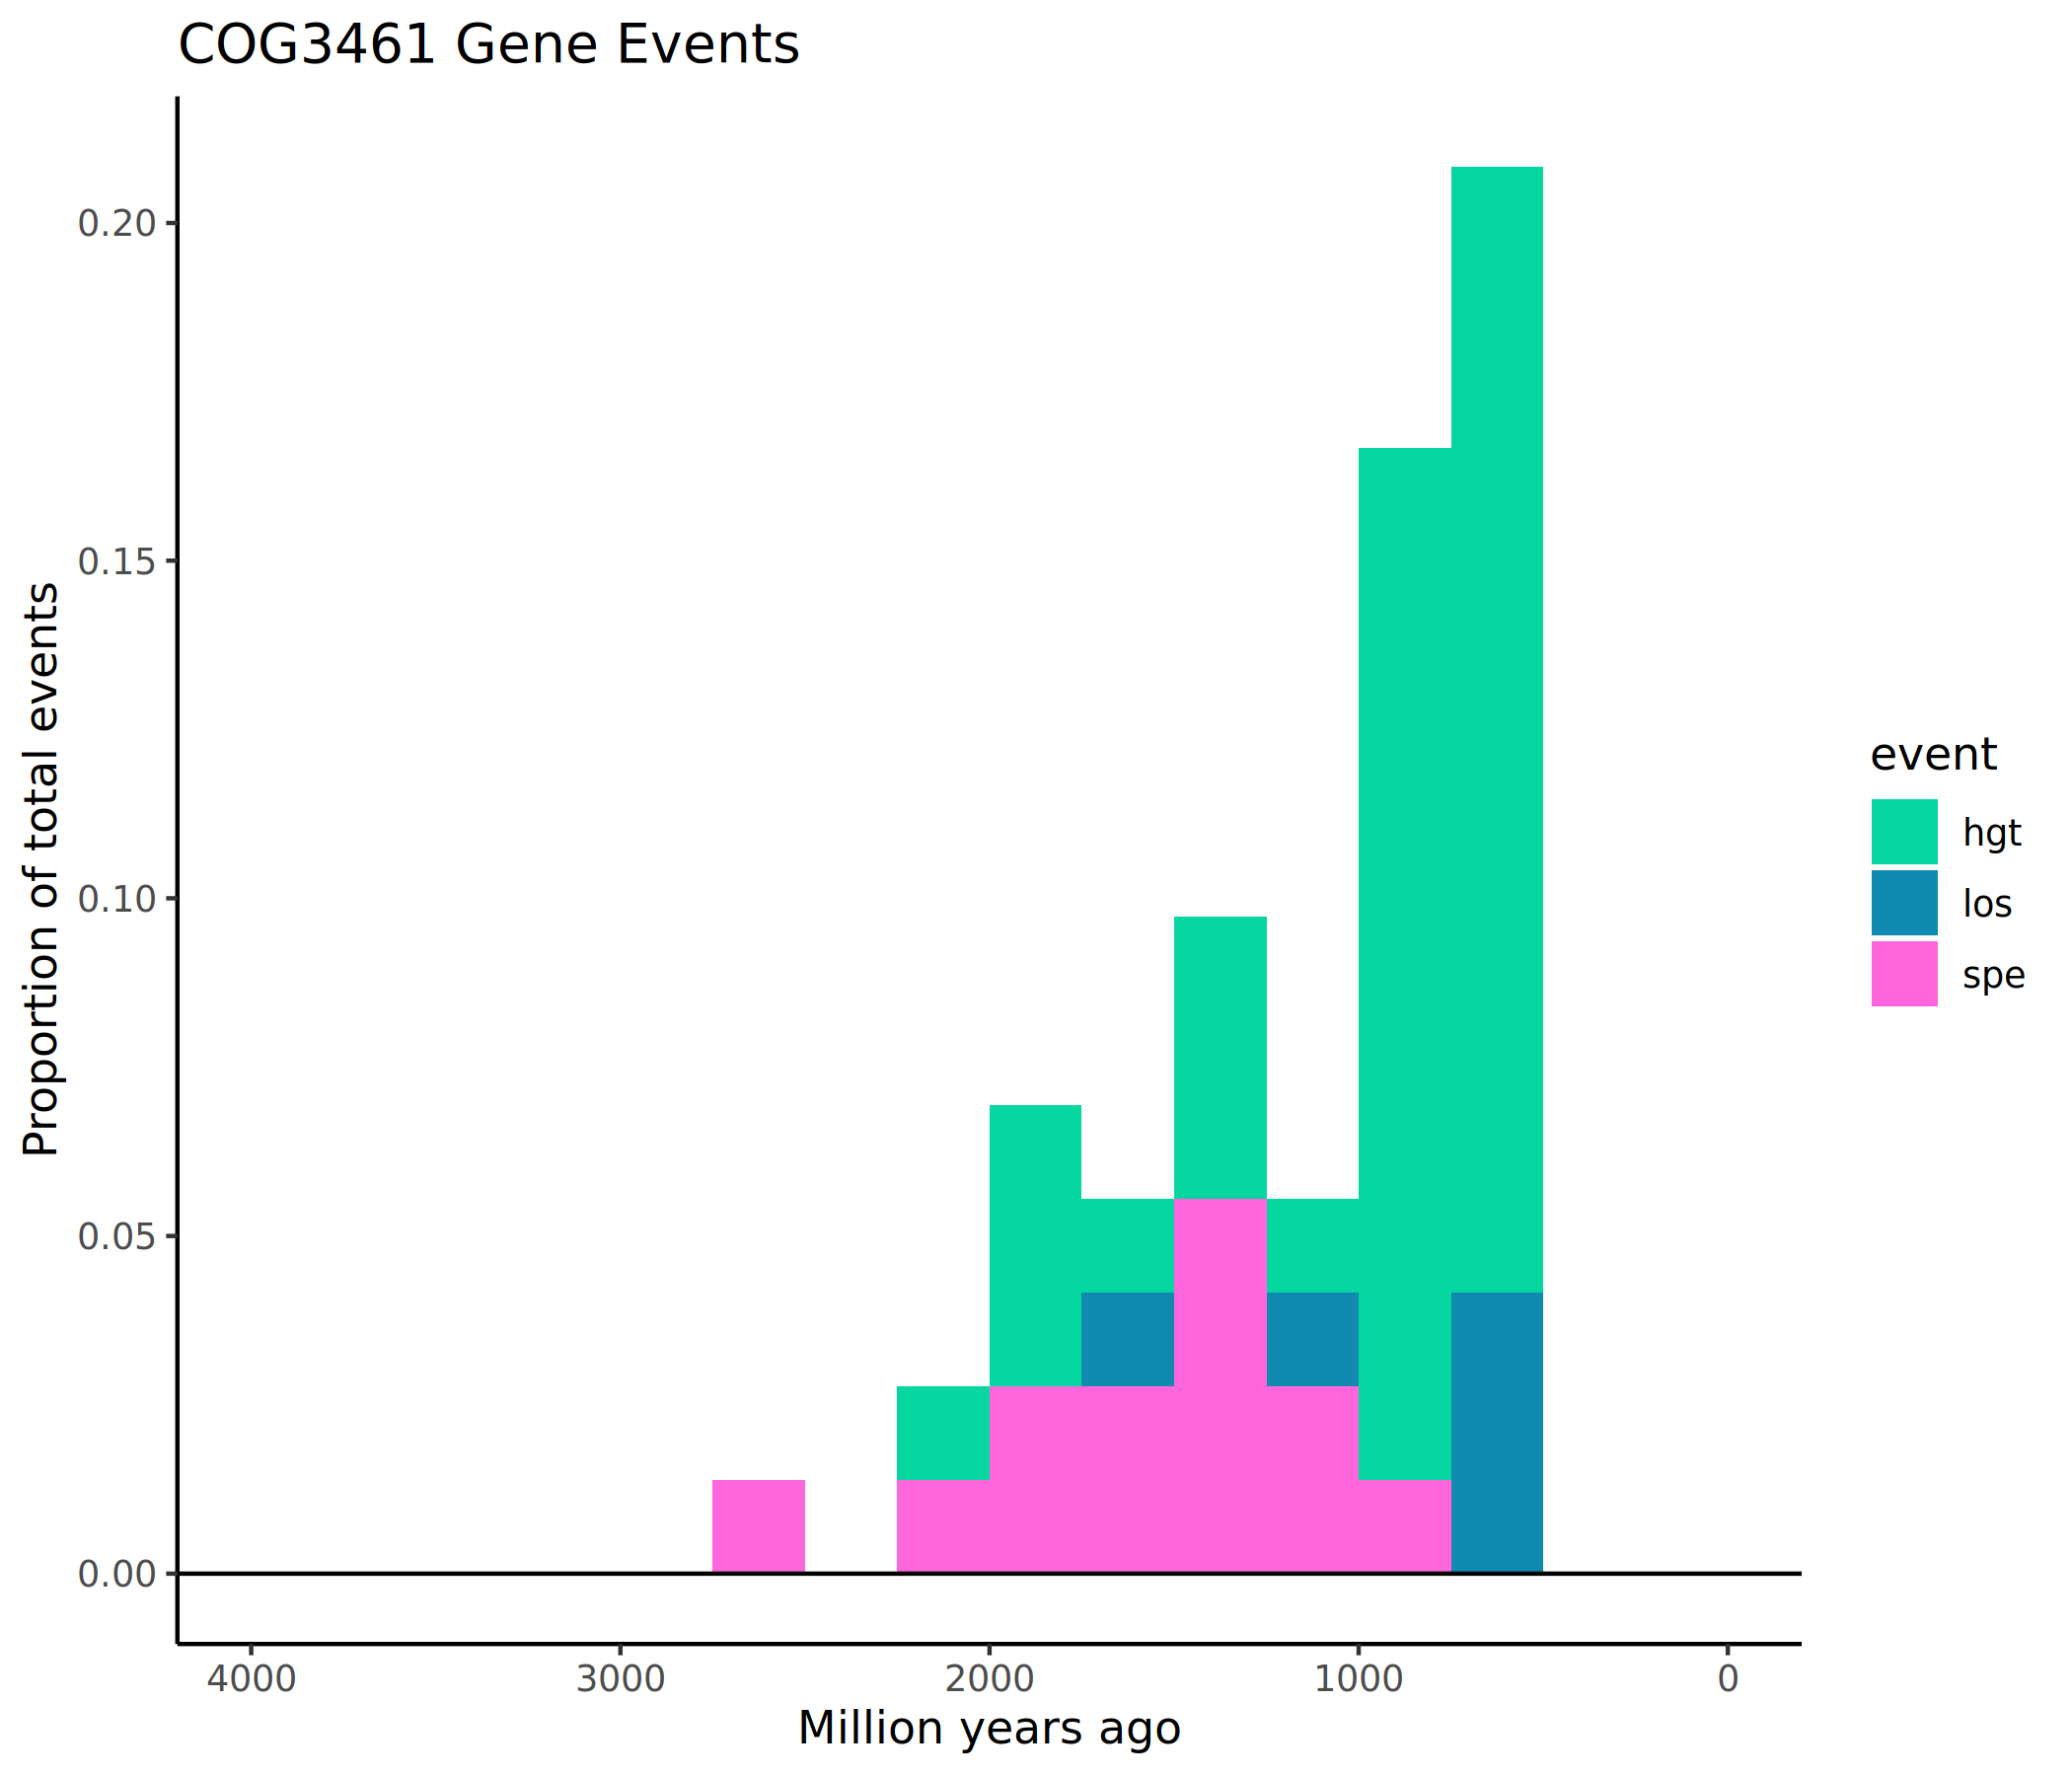 COG3461 Gene Events
Proportion of total events
0.20
0.15
0.10
0.05
0.00
4000 3000 2000 1000 0
Million years ago
event
hgt
los
spe